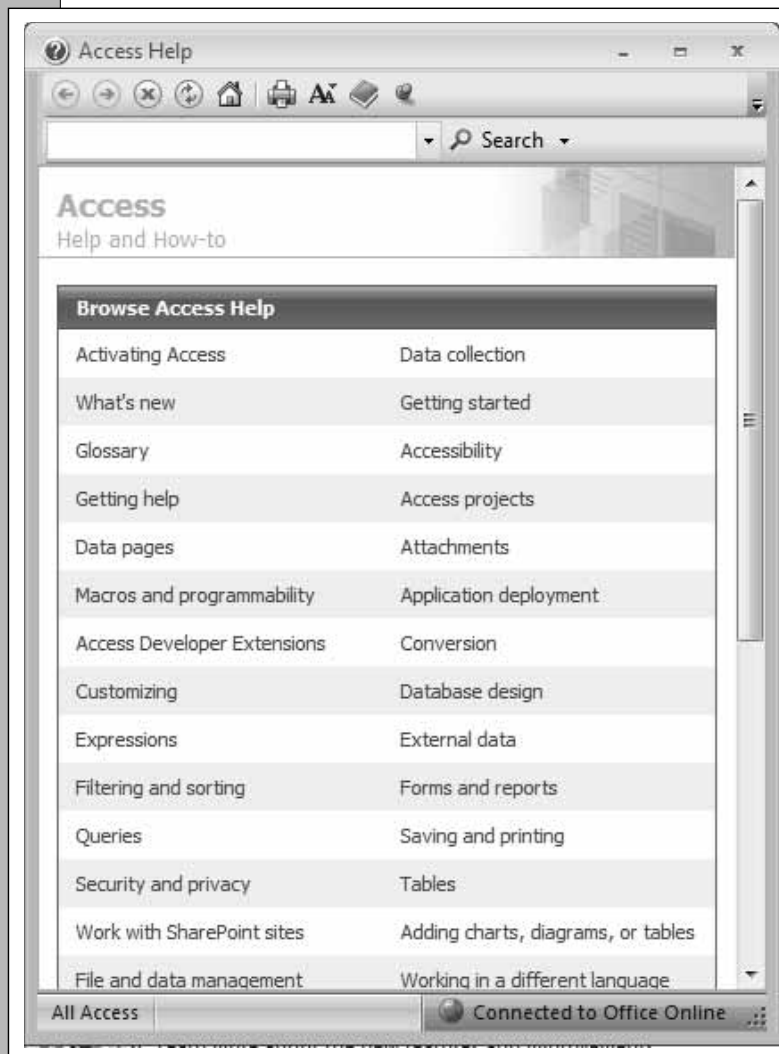 Access Help
Search
Access
Help and How-to
Browse Access Help
Activating Access Data collection
What's new Getting started
Glossary Accessibility
Getting help Access projects
Data pages Attachments
Macros and programmability Application deployment
Access Developer Extensions Conversion
Customizing Database design
Expressions External data
Filtering and sorting Forms and reports
Queries Saving and printing
Security and privacy Tables
Work with SharePoint sites Adding charts, diagrams, or tables
File and data management Working in a different language
All Access Connected to Office Online